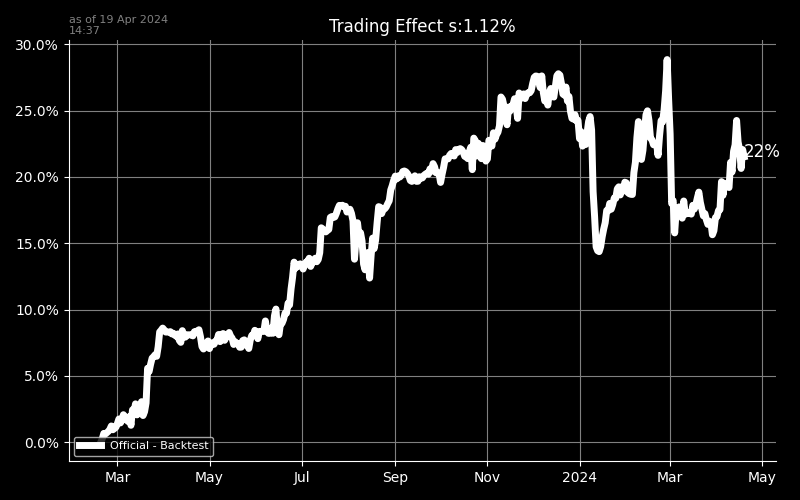 as of 19 Apr 2024
14:37
Trading Effect s:1.12%
30.0%
25.0%
22%
20.0%
15.0%
10.0%
5.0%
0.0%
Official - Backtest
Mar May Jul Sep Nov 2024 Mar May